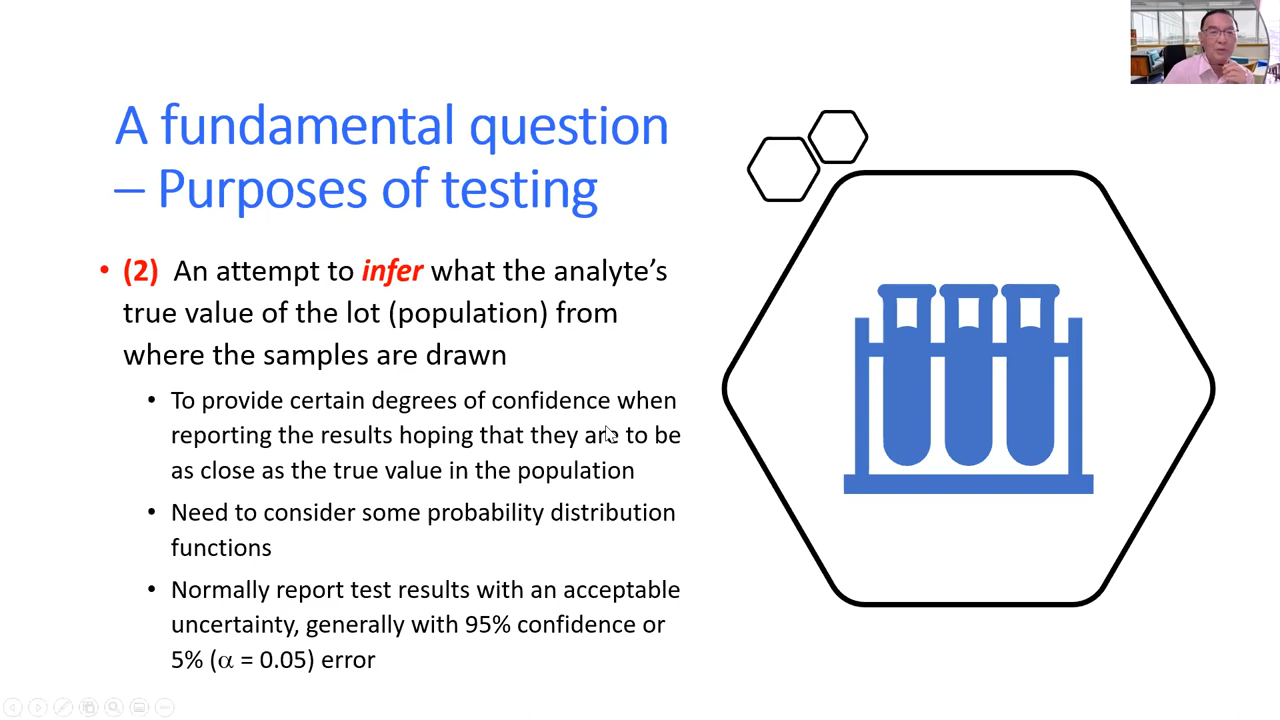 A fundamental question
– Purposes of testing
• (2) An attempt to infer what the analyte’s
true value of the lot (population) from
where the samples are drawn
• To provide certain degrees of confidence when
reporting the results hoping that they are to be
as close as the true value in the population
• Need to consider some probability distribution
functions
• Normally report test results with an acceptable
uncertainty, generally with 95% confidence or
5% (α = 0.05) error